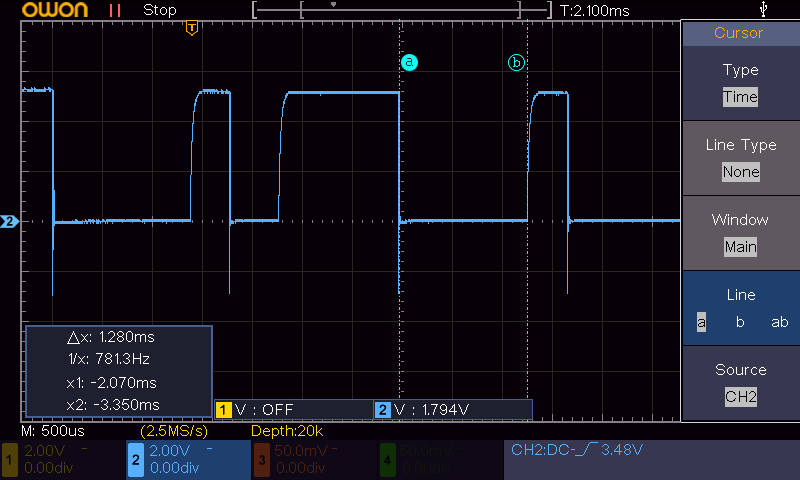 OWON Stop T:2.100ms
T
a b
2
Cursor
Type
Time
Line Type
None
Window
Main
Line
a b ab
Source
CH2
△x: 1.280ms
1/x: 781.3Hz
x1: -2.070ms
x2: -3.350ms
1 V : OFF 2 V : 1.794V
M: 500us (2.5MS/s) Depth:20k
1 2.00V 0.00div
2 2.00V 0.00div
3 50.0mV 0.00div
4 50.0mV 0.00div
CH2:DC- 3.48V